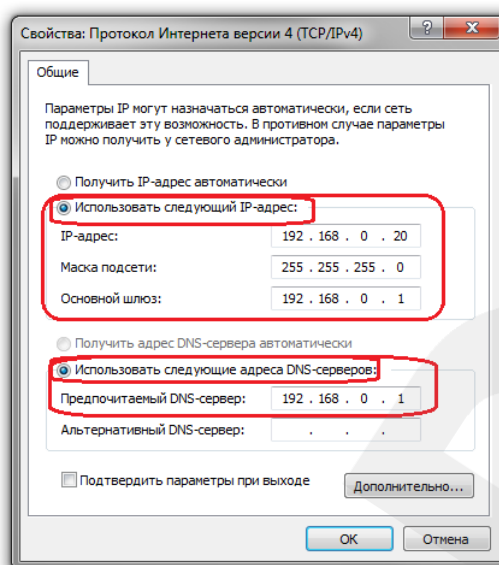 Свойства: Протокол Интернета версии 4 (TCP/IPv4)
Общие
Параметры IP могут назначаться автоматически, если сеть
поддерживает эту возможность. В противном случае параметры
IP можно получить у сетевого администратора.
Получить IP-адрес автоматически
Использовать следующий IP-адрес:
IP-адрес: 192 . 168 . 0 . 20
Маска подсети: 255 . 255 . 255 . 0
Основной шлюз: 192 . 168 . 0 . 1
Получить адрес DNS-сервера автоматически
Использовать следующие адреса DNS-серверов:
Предпочитаемый DNS-сервер: 192 . 168 . 0 . 1
Альтернативный DNS-сервер: . . .
Подтвердить параметры при выходе
Дополнительно...
ОК Отмена